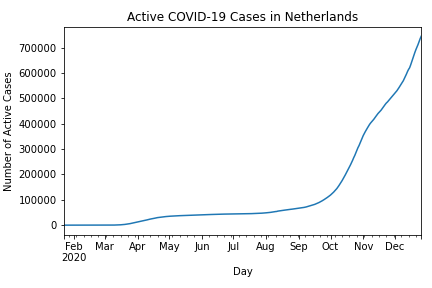 Active COVID-19 Cases in Netherlands
Number of Active Cases
700000
600000
500000
400000
300000
200000
100000
0
Feb Mar Apr May Jun Jul Aug Sep Oct Nov Dec
2020
Day